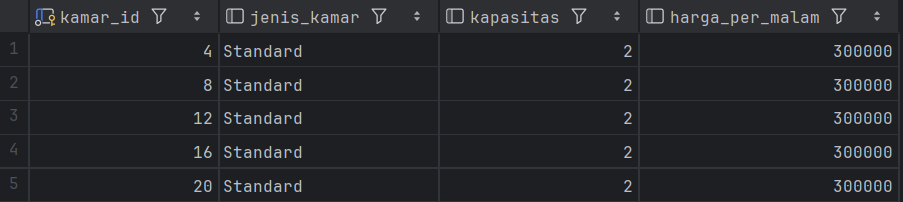 kamar_id jenis_kamar kapasitas harga_per_malam
1 4 Standard 2 300000
2 8 Standard 2 300000
3 12 Standard 2 300000
4 16 Standard 2 300000
5 20 Standard 2 300000